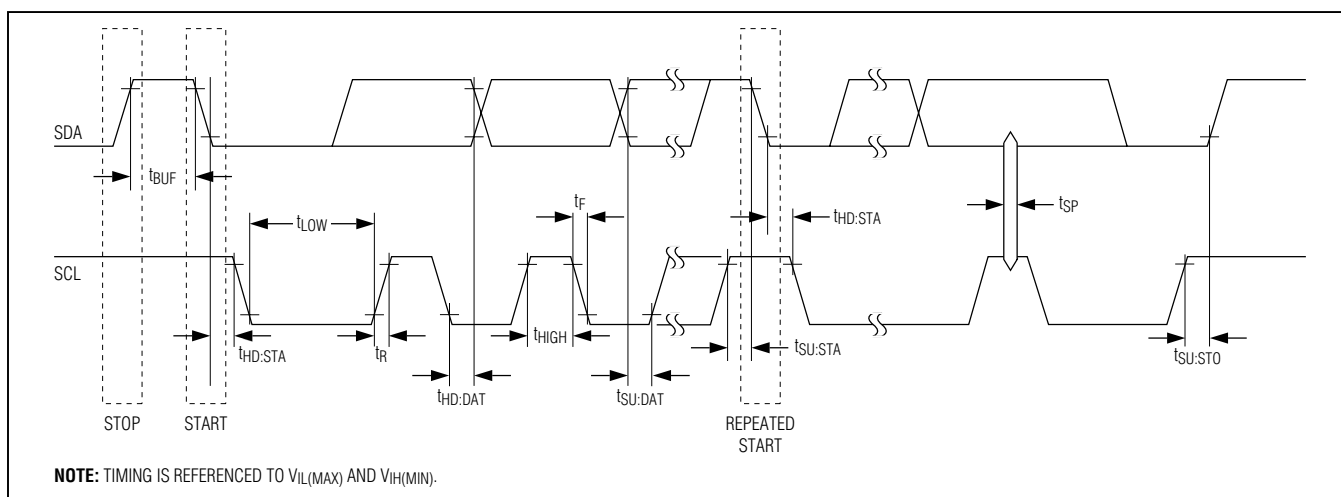 SDA
tBUF
tLOW
tF
tHD:STA
tSP
SCL
tHD:STA
tR
tHIGH
tHD:DAT
tSU:DAT
tSU:STA
tSU:STO
STOP
START
REPEATED
START
NOTE: TIMING IS REFERENCED TO VIL(MAX) AND VIH(MIN).